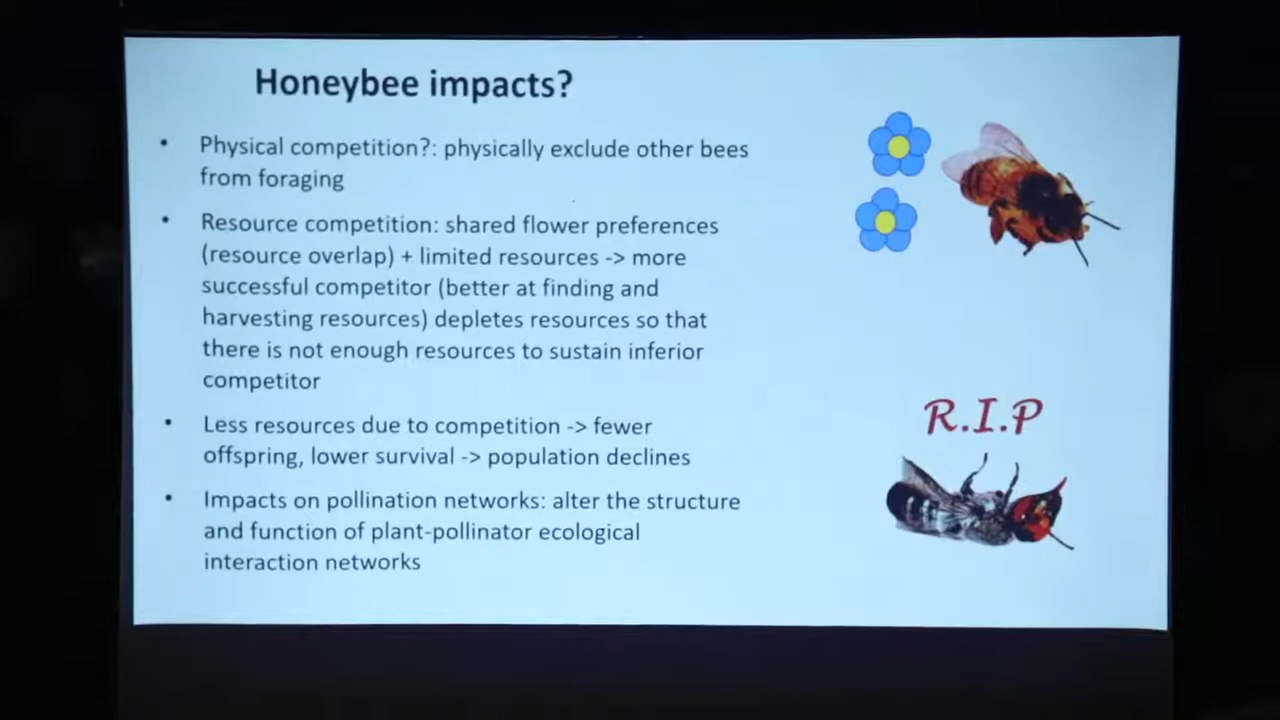 Honeybee impacts?
• Physical competition?: physically exclude other bees
from foraging
• Resource competition: shared flower preferences
(resource overlap) + limited resources -> more
successful competitor (better at finding and
harvesting resources) depletes resources so that
there is not enough resources to sustain inferior
competitor
• Less resources due to competition -> fewer
offspring, lower survival -> population declines
• Impacts on pollination networks: alter the structure
and function of plant-pollinator ecological
interaction networks
R.I.P